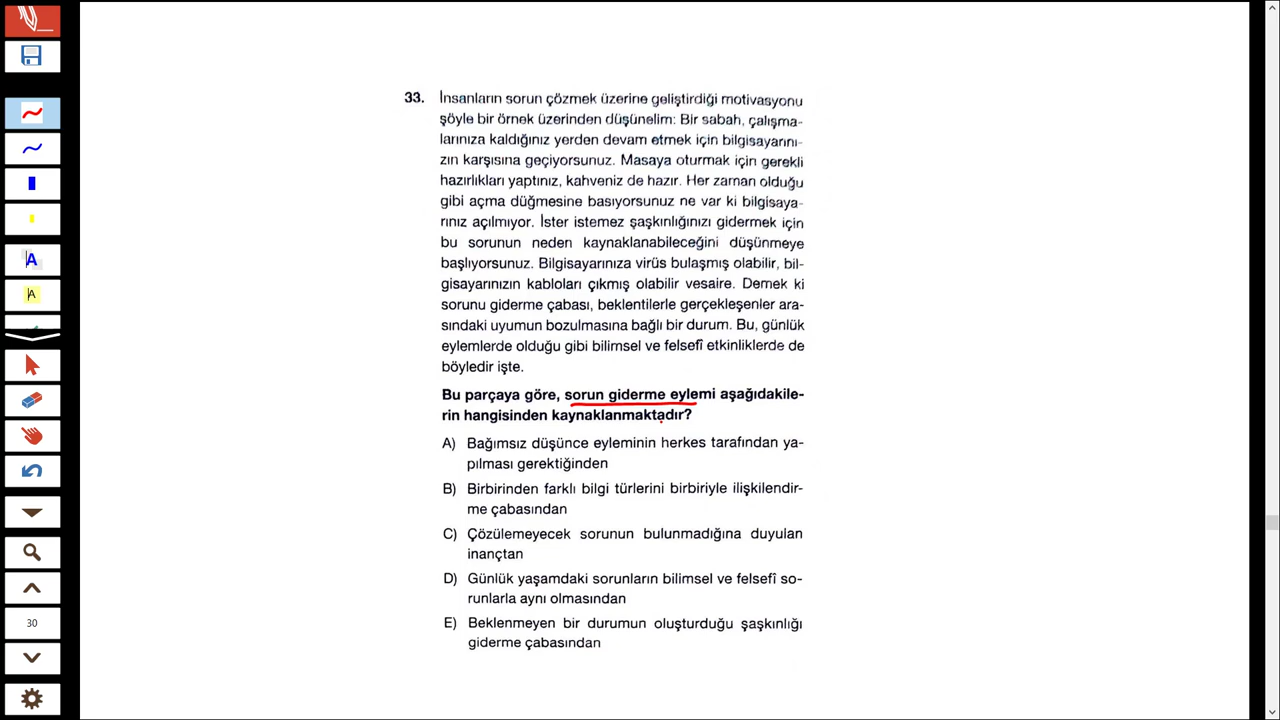 33. İnsanların sorun çözmek üzerine geliştirdiği motivasyonu
şöyle bir örnek üzerinden düşünelim: Bir sabah, çalışma-
larınıza kaldığınız yerden devam etmek için bilgisayarını-
zın karşısına geçiyorsunuz. Masaya oturmak için gerekli
hazırlıkları yaptınız, kahveniz de hazır. Her zaman olduğu
gibi açma düğmesine basıyorsunuz ne var ki bilgisaya-
rınız açılmıyor. İster istemez şaşkınlığınızı gidermek için
bu sorunun neden kaynaklanabileceğini düşünmeye
başlıyorsunuz. Bilgisayarınıza virüs bulaşmış olabilir, bil-
gisayarınızın kabloları çıkmış olabilir vesaire. Demek ki
sorunu giderme çabası, beklentilerle gerçekleşenler ara-
sındaki uyumun bozulmasına bağlı bir durum. Bu, günlük
eylemlerde olduğu gibi bilimsel ve felsefî etkinliklerde de
böyledir işte.
Bu parçaya göre, sorun giderme eylemi aşağıdakile-
rin hangisinden kaynaklanmaktadır?
A) Bağımsız düşünce eyleminin herkes tarafından ya-
pılması gerektiğinden
B) Birbirinden farklı bilgi türlerini birbiriyle ilişkilendir-
me çabasından
C) Çözülemeyecek sorunun bulunmadığına duyulan
inançtan
D) Günlük yaşamdaki sorunların bilimsel ve felsefî so-
runlarla aynı olmasından
E) Beklenmeyen bir durumun oluşturduğu şaşkınlığı
giderme çabasından
A
A
30